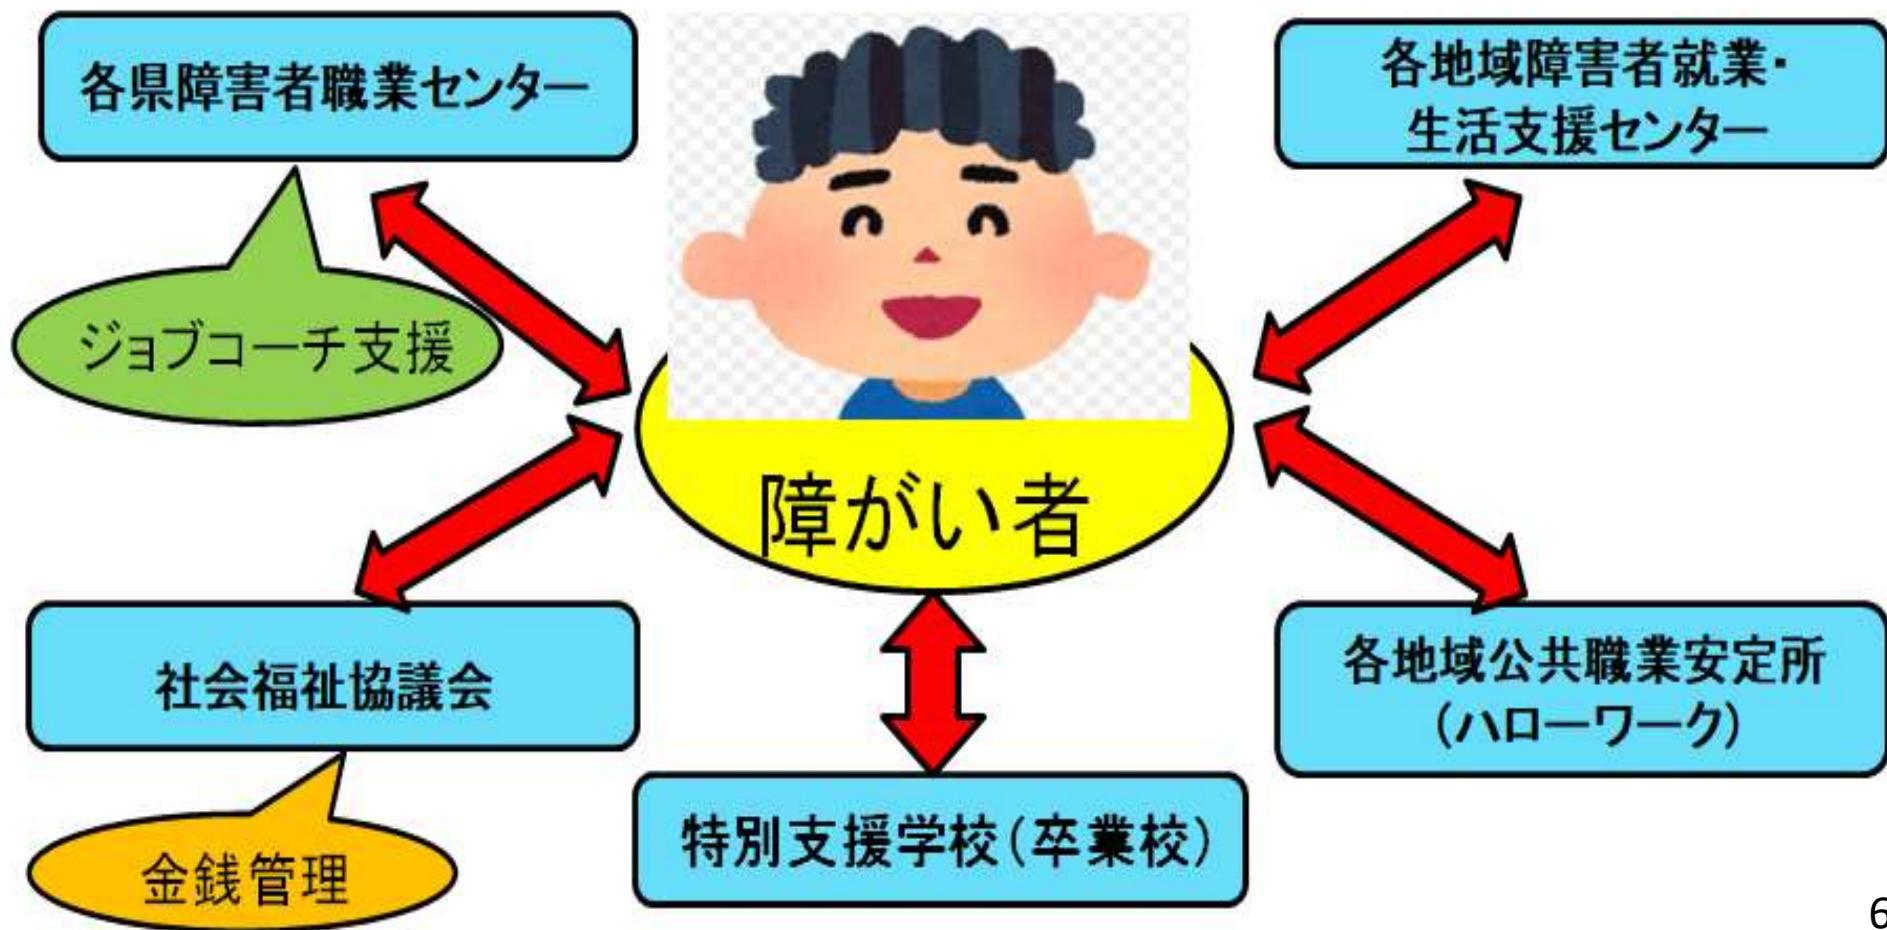 各県障害者職業センター
各地域障害者就業・
生活支援センター
ジョブコーチ支援
障がい者
社会福祉協議会
各地域公共職業安定所
(ハローワーク)
金銭管理
特別支援学校(卒業校)
6